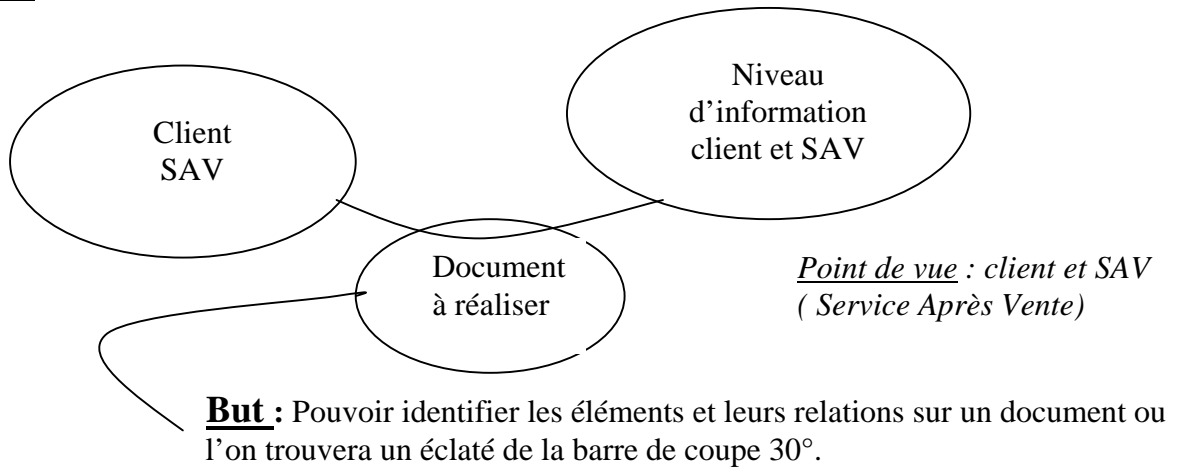 Niveau
d’information
client et SAV
Client
SAV
Document
à réaliser
Point de vue : client et SAV
( Service Après Vente)
But : Pouvoir identifier les éléments et leurs relations sur un document ou
l’on trouvera un éclaté de la barre de coupe 30°.